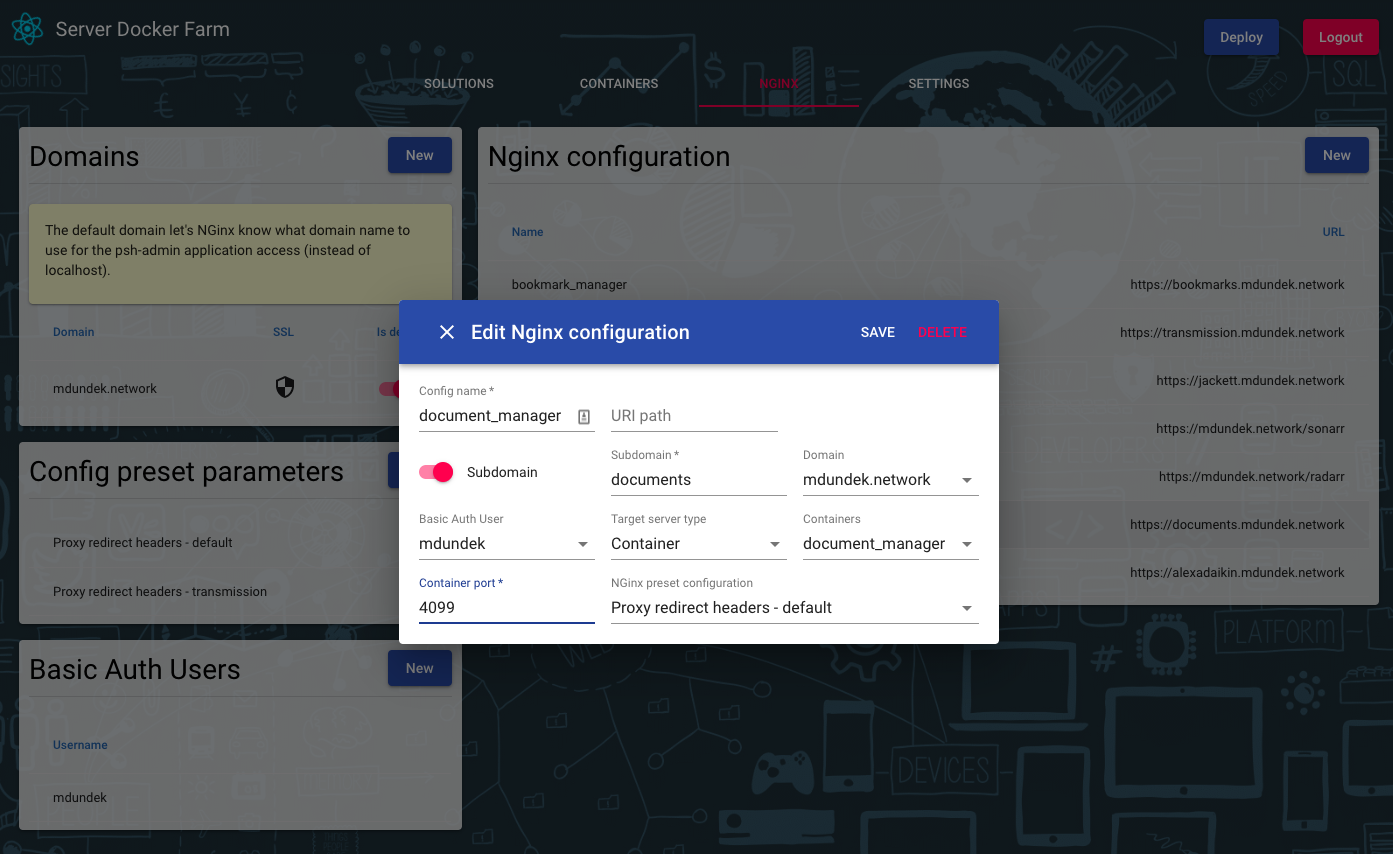 Server Docker Farm
Deploy
Logout
SIGHTS
SPEED
SQL
SOLUTIONS
CONTAINERS
NGINX
SETTINGS
Domains
New
Nginx configuration
New
The default domain let's NGinx know what domain name to
use for the psh-admin application access (instead of
localhost).
Name
URL
bookmark_manager
https://bookmarks.mdundek.network
Domain
SSL
Is de
https://transmission.mdundek.network
mdundek.network
https://jackett.mdundek.network
https://mdundek.network/sonarr
https://mdundek.network/radarr
https://documents.mdundek.network
https://alexadaikin.mdundek.network
Edit Nginx configuration
SAVE
DELETE
Config name *
document_manager
URI path
Subdomain
Subdomain *
documents
Domain
mdundek.network
Basic Auth User
mdundek
Target server type
Container
Containers
document_manager
Container port *
4099
NGinx preset configuration
Proxy redirect headers - default
Config preset parameters
Proxy redirect headers - default
Proxy redirect headers - transmission
Basic Auth Users
New
Username
mdundek
APPS
PLATFORM
#
DEVICES